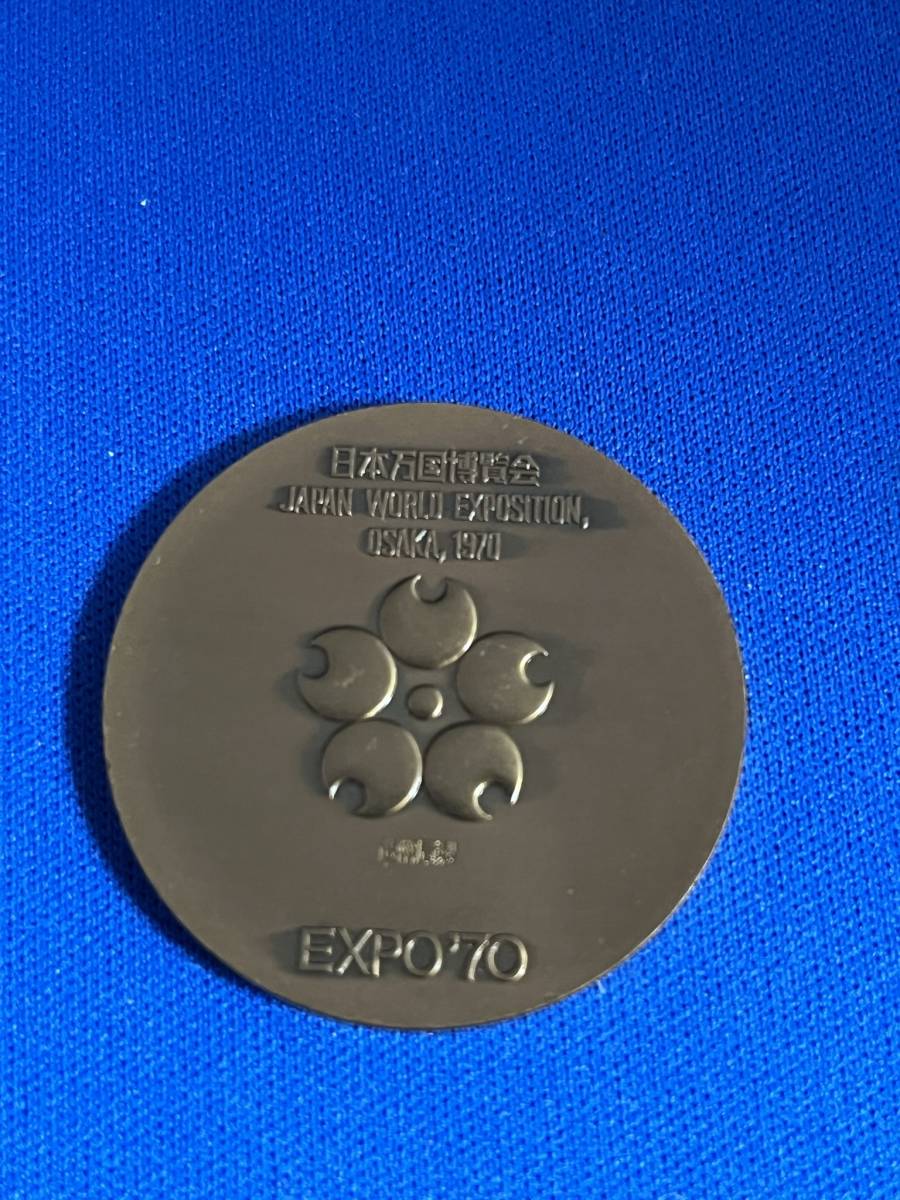 日本万国博覧会
JAPAN WORLD EXPOSITION,
OSAKA, 1970
EXPO'70